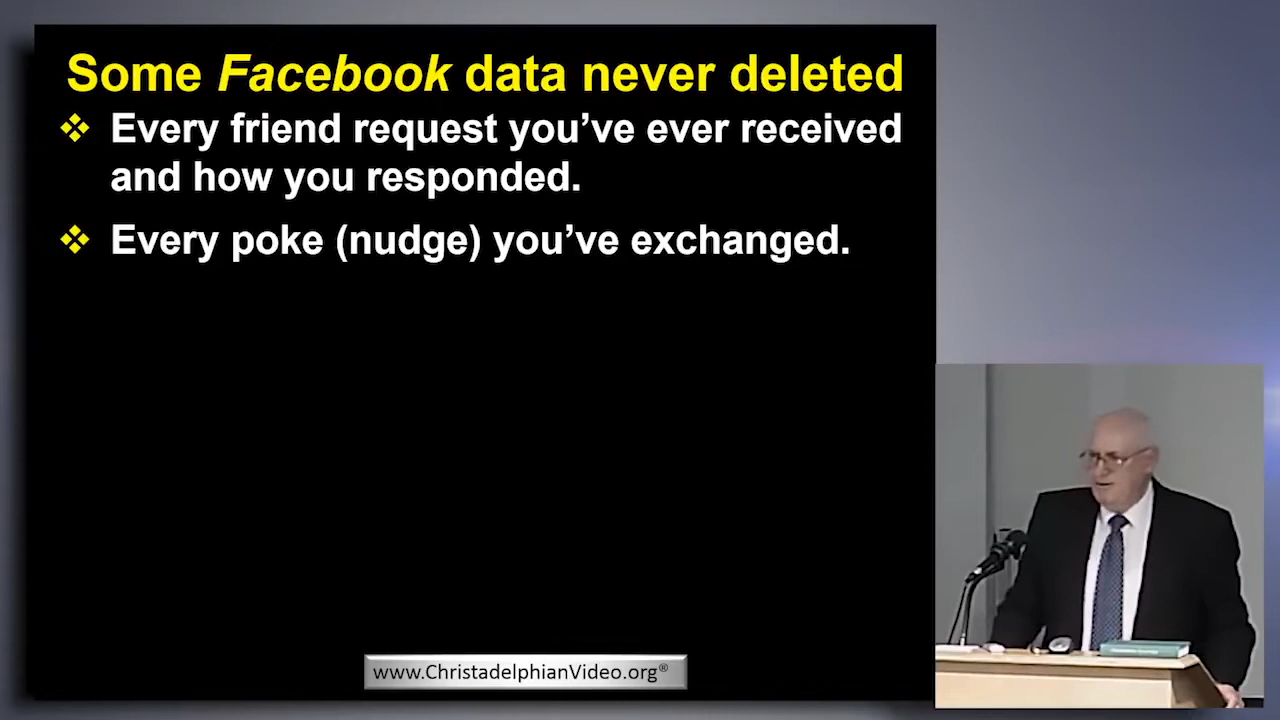 Some Facebook data never deleted
❖ Every friend request you’ve ever received
and how you responded.
❖ Every poke (nudge) you’ve exchanged.
www.ChristadelphianVideo.org®